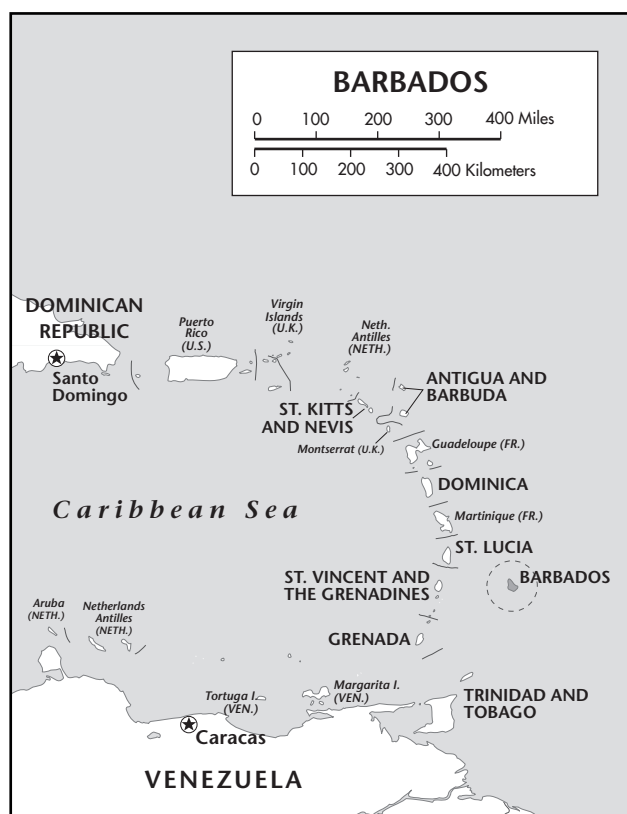 BARBADOS
0 100 200 300 400 Miles
0 100 200 300 400 Kilometers
DOMINICAN
REPUBLIC
Santo
Domingo
Puerto
Rico
(U.S.)
Virgin
Islands
(U.K.)
Neth.
Antilles
(NETH.)
ANTIGUA AND
BARBUDA
ST. KITTS
AND NEVIS
Montserrat (U.K.)
Guadeloupe (FR.)
DOMINICA
Caribbean Sea
Martinique (FR.)
ST. LUCIA
ST. VINCENT AND
THE GRENADINES
BARBADOS
Aruba
(NETH.)
Netherlands
Antilles
(NETH.)
GRENADA
Tortuga I.
(VEN.)
Margarita I.
(VEN.)
TRINIDAD AND
TOBAGO
Caracas
VENEZUELA